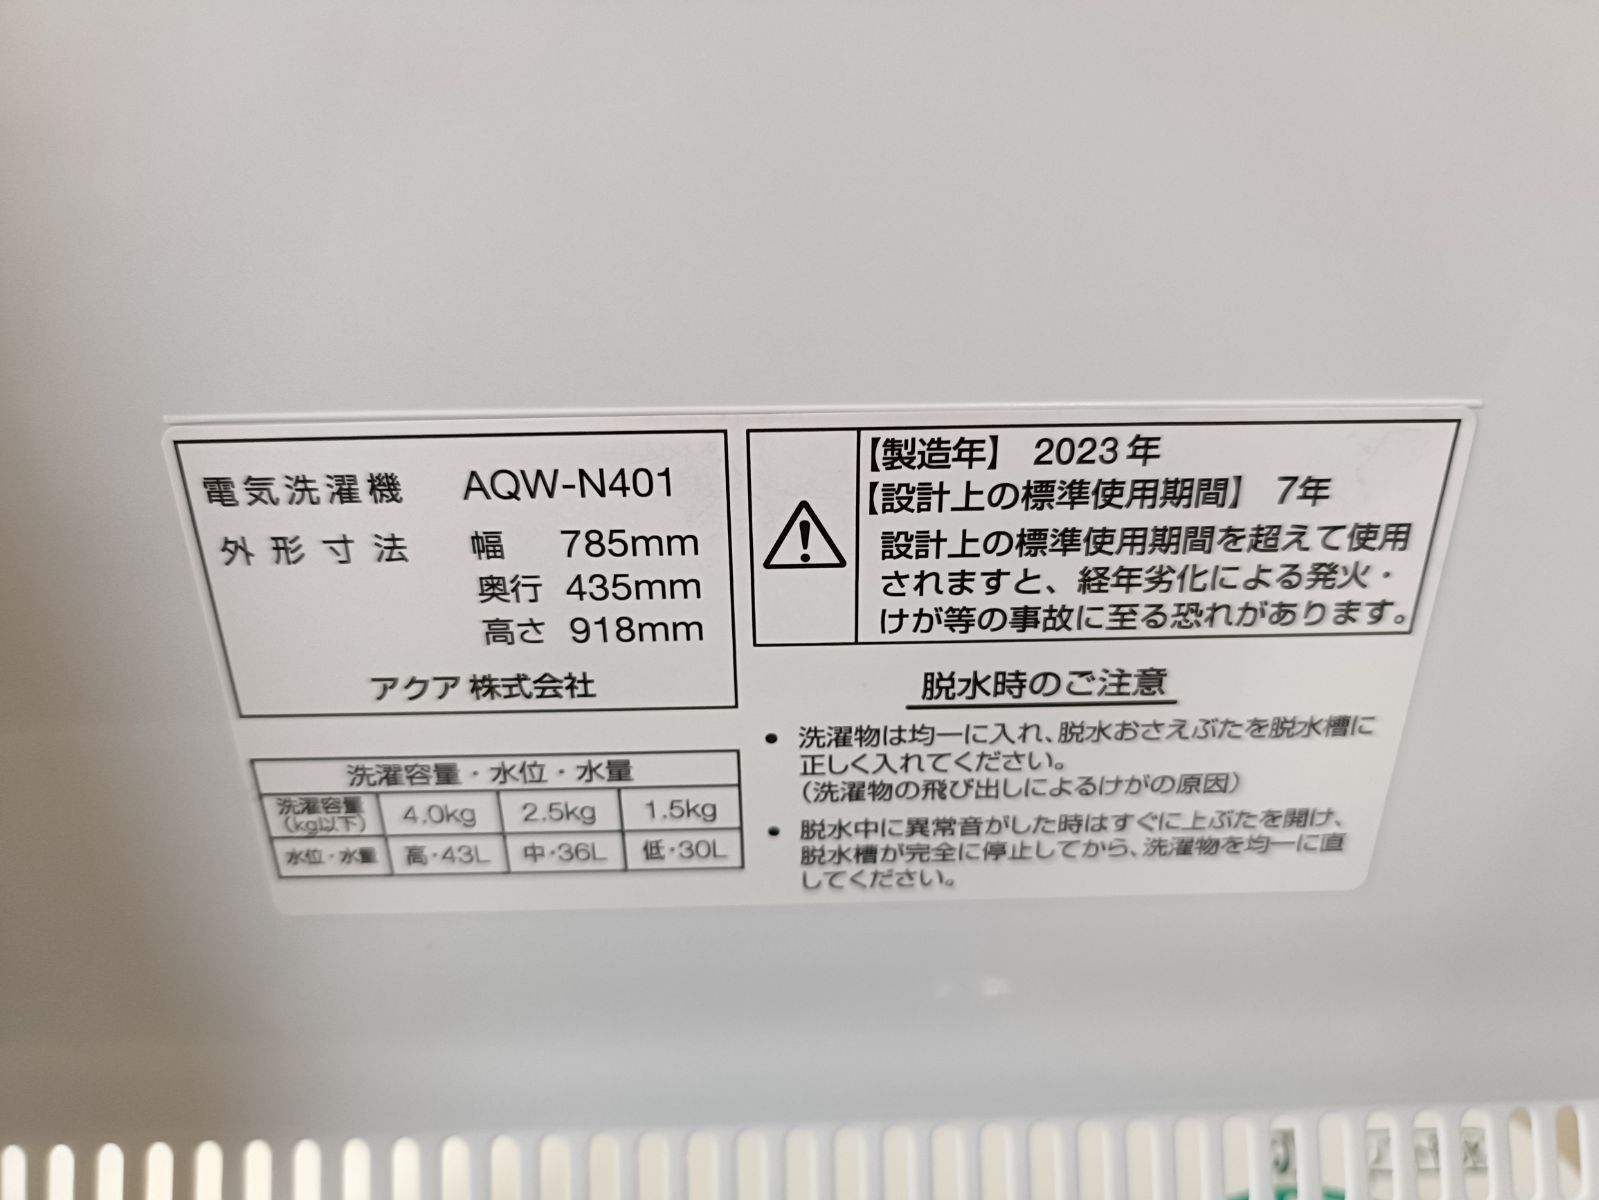 電気洗濯機 AQW-N401
外形寸法 幅 785mm
奥行 435mm
高さ 918mm
アクア 株式会社
洗濯容量・水位・水量
洗濯容量(kg以下) 4.0kg 2.5kg 1.5kg
水位・水量 高・43L 中・36L 低・30L
【製造年】 2023年
【設計上の標準使用期間】 7年
設計上の標準使用期間を超えて使用
されますと、経年劣化による発火・
けが等の事故に至る恐れがあります。
脱水時のご注意
• 洗濯物は均一に入れ、脱水おさえぶたを脱水槽に
正しく入れてください。
(洗濯物の飛び出しによるけがの原因)
• 脱水中に異常音がした時はすぐに上ぶたを開け、
脱水槽が完全に停止してから、洗濯物を均一に直
してください。